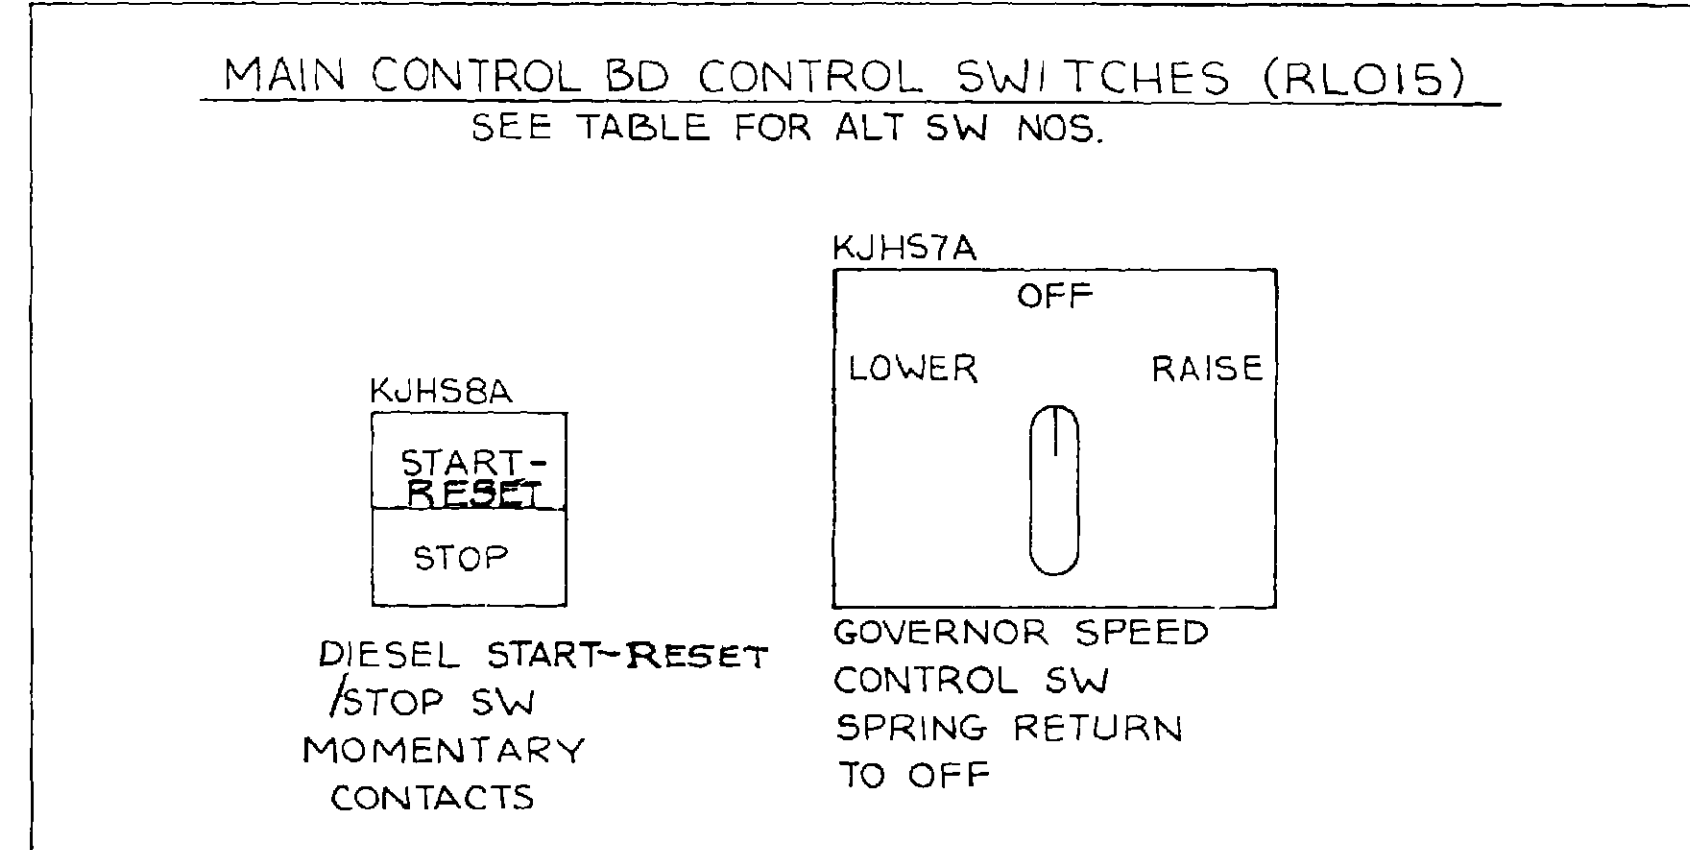 MAIN CONTROL BD CONTROL SWITCHES (RL015)
SEE TABLE FOR ALT SW NOS.
KJHS8A
START-
RESET
STOP
DIESEL START-RESET
/STOP SW
MOMENTARY
CONTACTS
KJHS7A
OFF
LOWER RAISE
GOVERNOR SPEED
CONTROL SW
SPRING RETURN
TO OFF